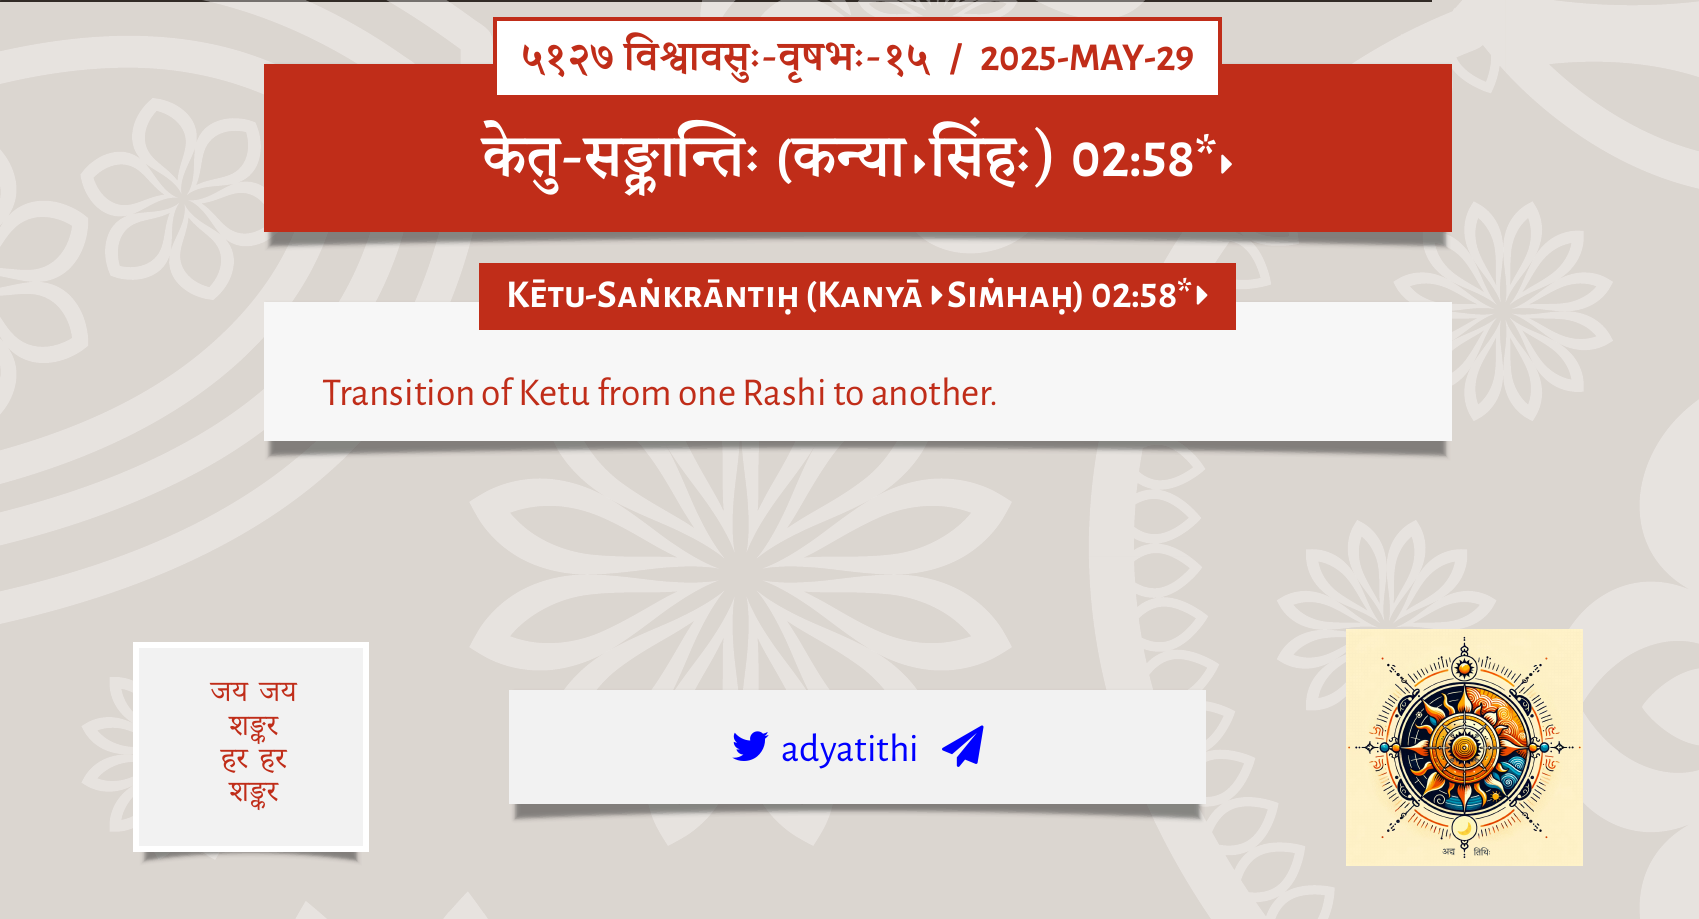 ५१२७ विश्वावसुः-वृषभः-१५ / 2025-MAY-29
केतु-सङ्क्रान्तिः (कन्या▸सिंहः) 02:58*▸
Kētu-Saṅkrāntiḥ (Kanyā▸Siṁhaḥ) 02:58*▸
Transition of Ketu from one Rashi to another.
जय जय
शङ्कर
हर हर
शङ्कर
adyatithi
अद्य तिथिः